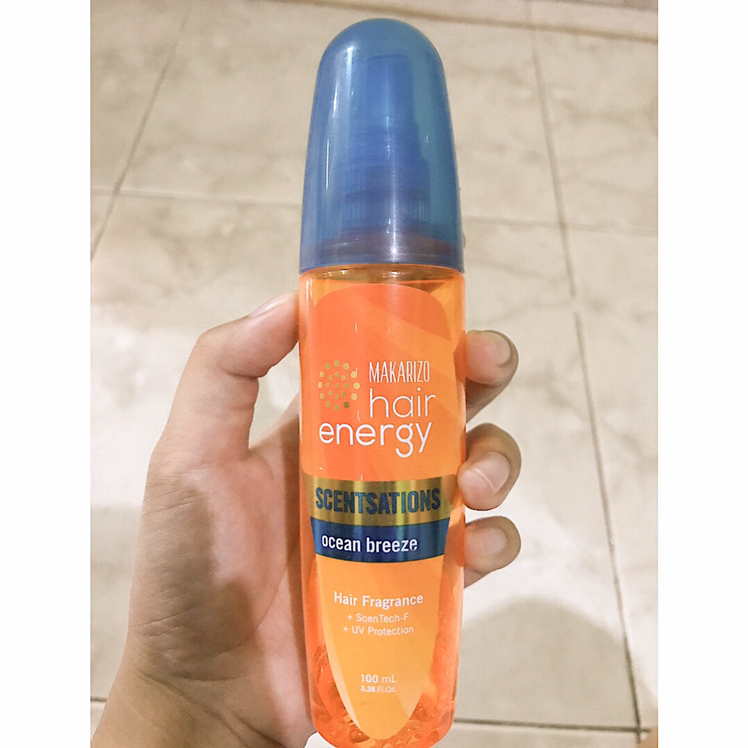 MAKARIZO
hair
energy
SCENTSATIONS
ocean breeze
Hair Fragrance
+ ScenTech-F
+ UV Protection
100 mL
3.38 Fl.Oz